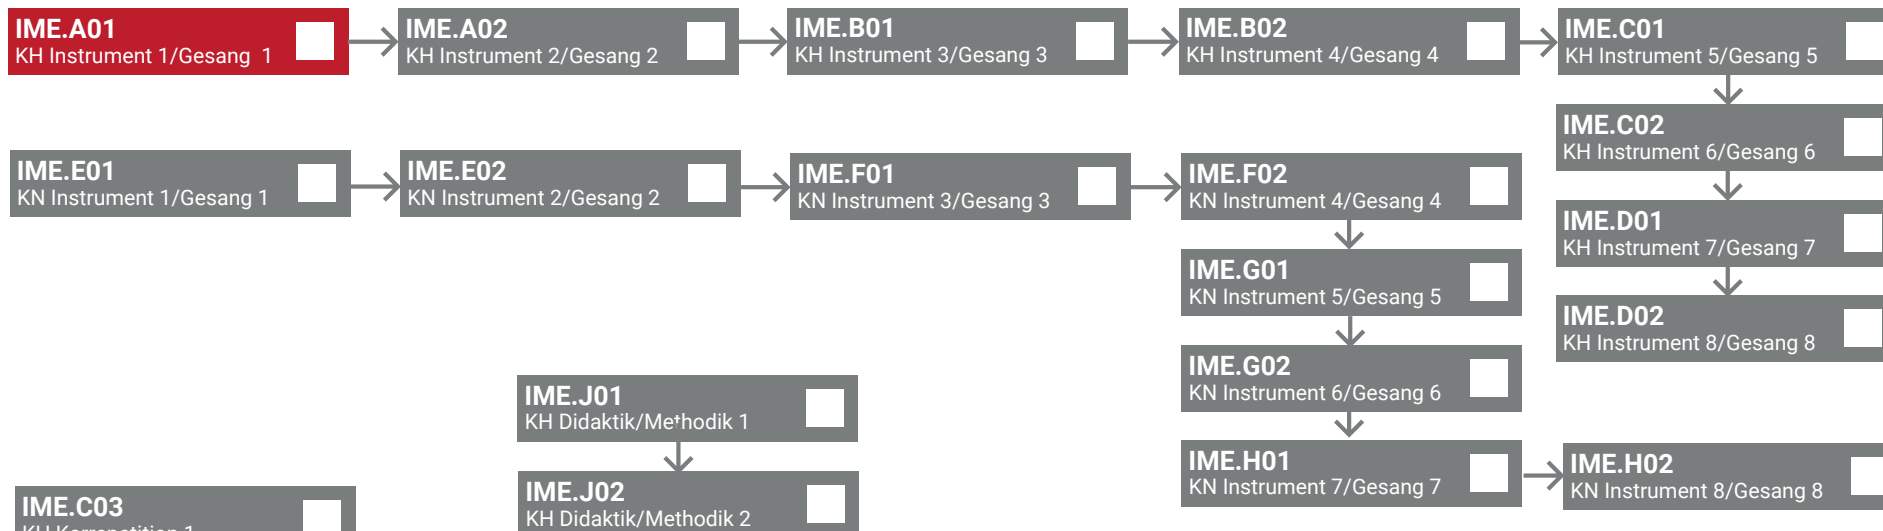 IME.A01
KH Instrument 1/Gesang 1
IME.A02
KH Instrument 2/Gesang 2
IME.B01
KH Instrument 3/Gesang 3
IME.B02
KH Instrument 4/Gesang 4
IME.C01
KH Instrument 5/Gesang 5
IME.C02
KH Instrument 6/Gesang 6
IME.E01
KN Instrument 1/Gesang 1
IME.E02
KN Instrument 2/Gesang 2
IME.F01
KN Instrument 3/Gesang 3
IME.F02
KN Instrument 4/Gesang 4
IME.D01
KH Instrument 7/Gesang 7
IME.G01
KN Instrument 5/Gesang 5
IME.D02
KH Instrument 8/Gesang 8
IME.G02
KN Instrument 6/Gesang 6
IME.J01
KH Didaktik/Methodik 1
IME.H01
KN Instrument 7/Gesang 7
IME.H02
KN Instrument 8/Gesang 8
IME.J02
KH Didaktik/Methodik 2
IME.C03
KH Korrepetition 1